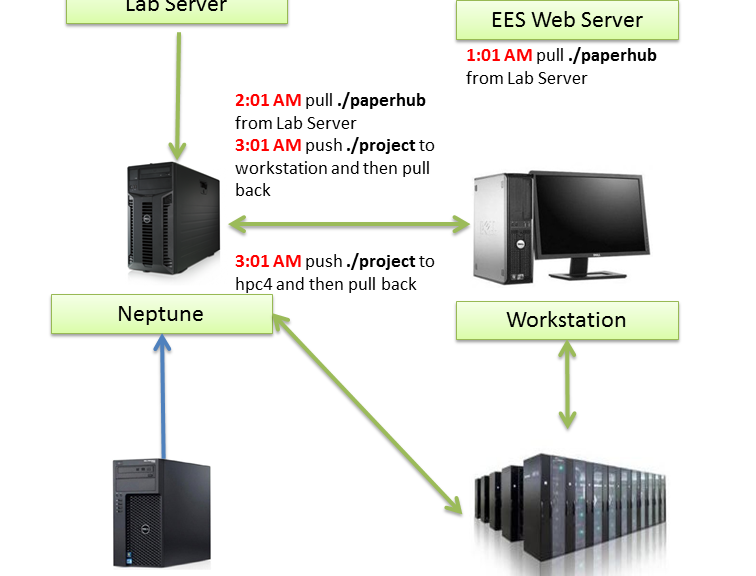 Lab Server
EES Web Server
1:01 AM pull ./paperhub
from Lab Server
2:01 AM pull ./paperhub
from Lab Server
3:01 AM push ./project to
workstation and then pull
back
3:01 AM push ./project to
hpc4 and then pull back
Neptune
Workstation